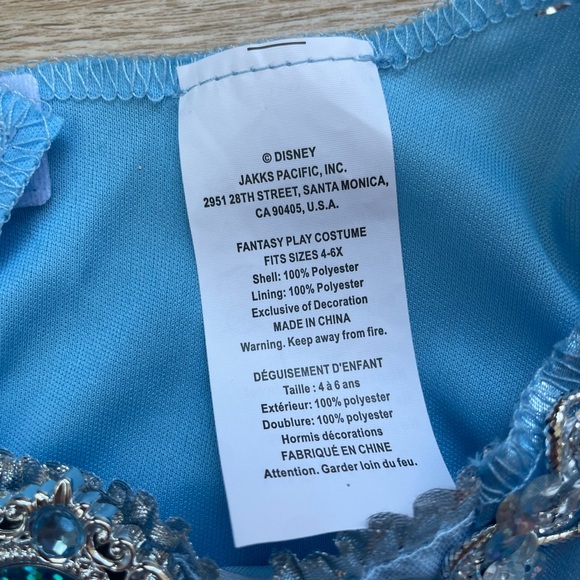 © DISNEY
JAKKS PACIFIC, INC.
2951 28TH STREET, SANTA MONICA,
CA 90405, U.S.A.
FANTASY PLAY COSTUME
FITS SIZES 4-6X
Shell: 100% Polyester
Lining: 100% Polyester
Exclusive of Decoration
MADE IN CHINA
Warning. Keep away from fire.
DÉGUISEMENT D'ENFANT
Taille : 4 à 6 ans
Extérieur: 100% polyester
Doublure: 100% polyester
Hormis décorations
FABRIQUÉ EN CHINE
Attention. Garder loin du feu.